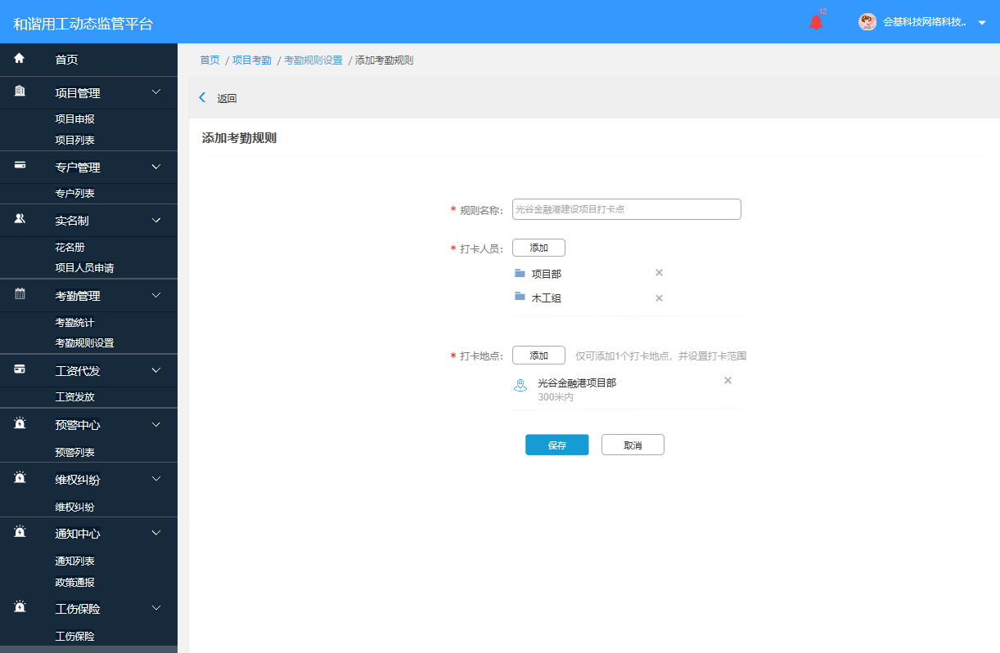 和谐用工动态监管平台
12
会基科技网络科技..
首页
项目管理
项目申报
项目列表
专户管理
专户列表
实名制
花名册
项目人员申请
考勤管理
考勤统计
考勤规则设置
工资代发
工资发放
预警中心
预警列表
维权纠纷
维权纠纷
通知中心
通知列表
政策通报
工伤保险
工伤保险
首页 / 项目考勤 / 考勤规则设置 / 添加考勤规则
返回
添加考勤规则
* 规则名称: 光谷金融港建设项目打卡点
* 打卡人员: 添加
项目部 ×
木工组 ×
* 打卡地点: 添加 仅可添加1个打卡地点，并设置打卡范围
光谷金融港项目部 ×
300米内
保存 取消